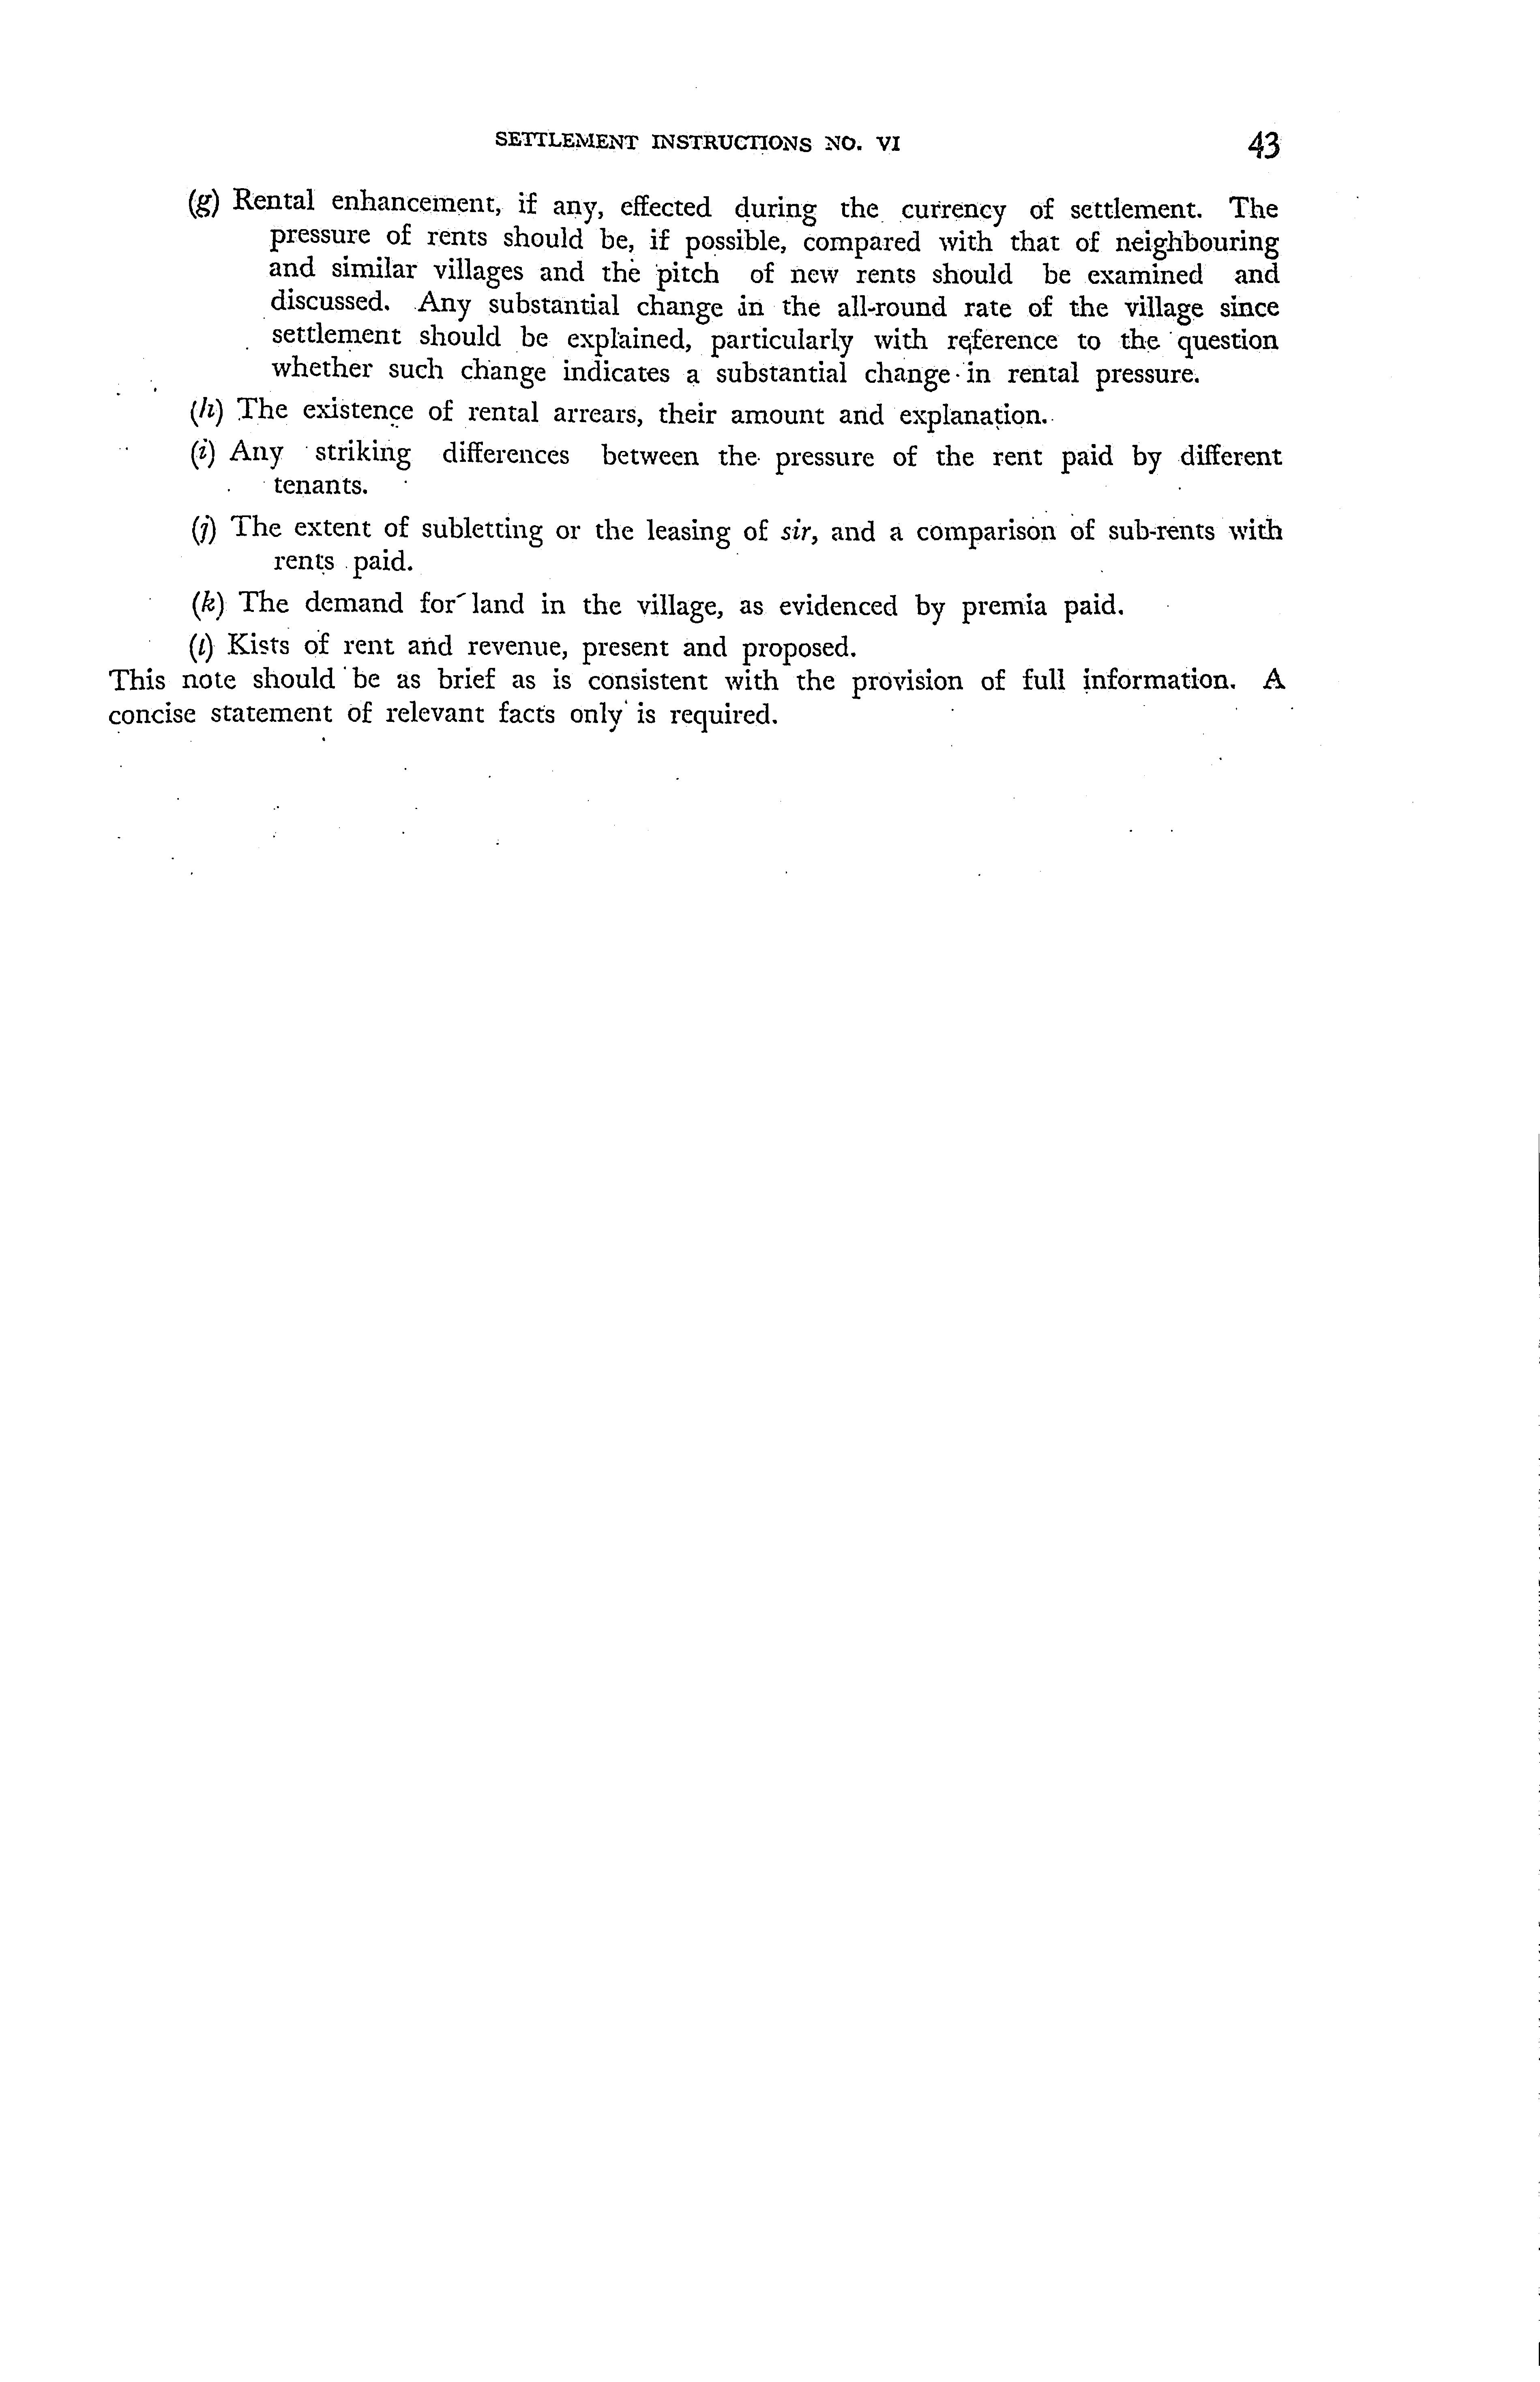 SETTLEMENT INSTRUCTIONS NO. VI 43
(g) Rental enhancement, if any, effected during the currency of settlement. The
pressure of rents should be, if possible, compared with that of neighbouring
and similar villages and the pitch of new rents should be examined and
discussed. Any substantial change in the all-round rate of the village since
settlement should be explained, particularly with reference to the question
whether such change indicates a substantial change in rental pressure.
(h) The existence of rental arrears, their amount and explanation.
(i) Any striking differences between the pressure of the rent paid by different
tenants.
(j) The extent of subletting or the leasing of sir, and a comparison of sub-rents with
rents paid.
(k) The demand for land in the village, as evidenced by premia paid.
(l) Kists of rent and revenue, present and proposed.
This note should be as brief as is consistent with the provision of full information. A
concise statement of relevant facts only is required.